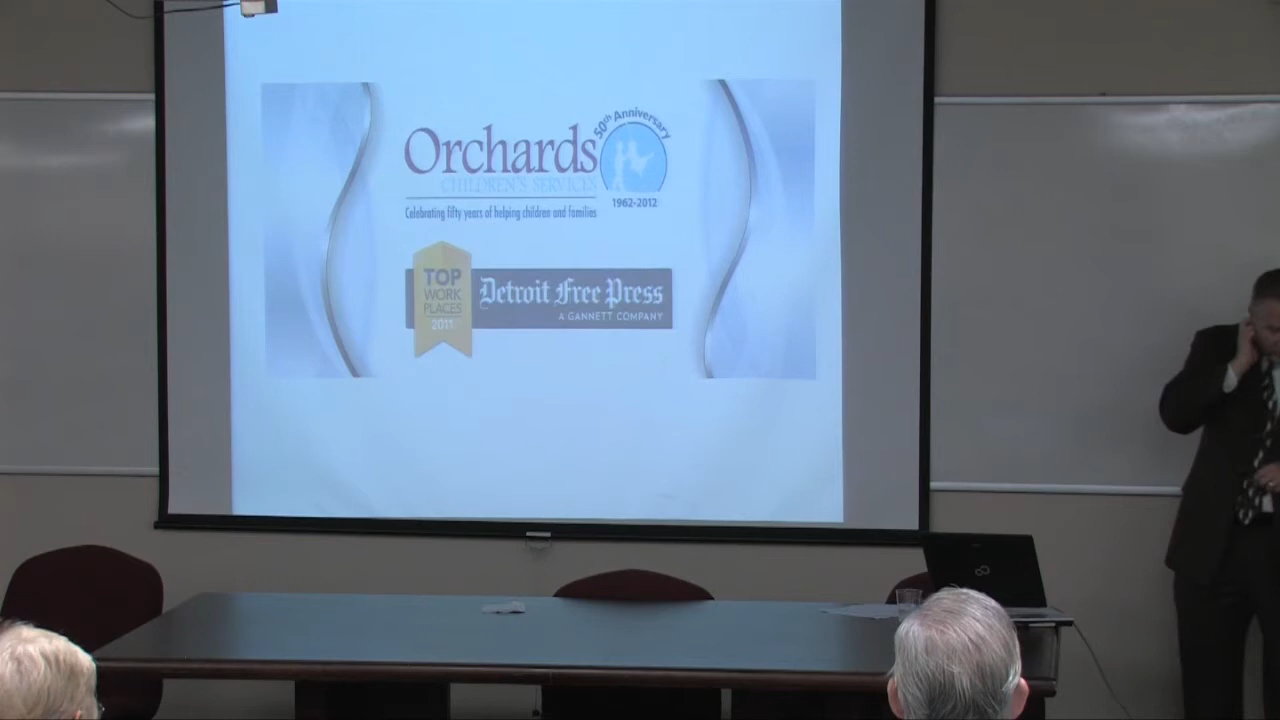 50th Anniversary
Orchards
CHILDREN'S SERVICES
Celebrating fifty years of helping children and families
1962-2012
TOP
WORK
PLACES
2011
Detroit Free Press
A GANNETT COMPANY